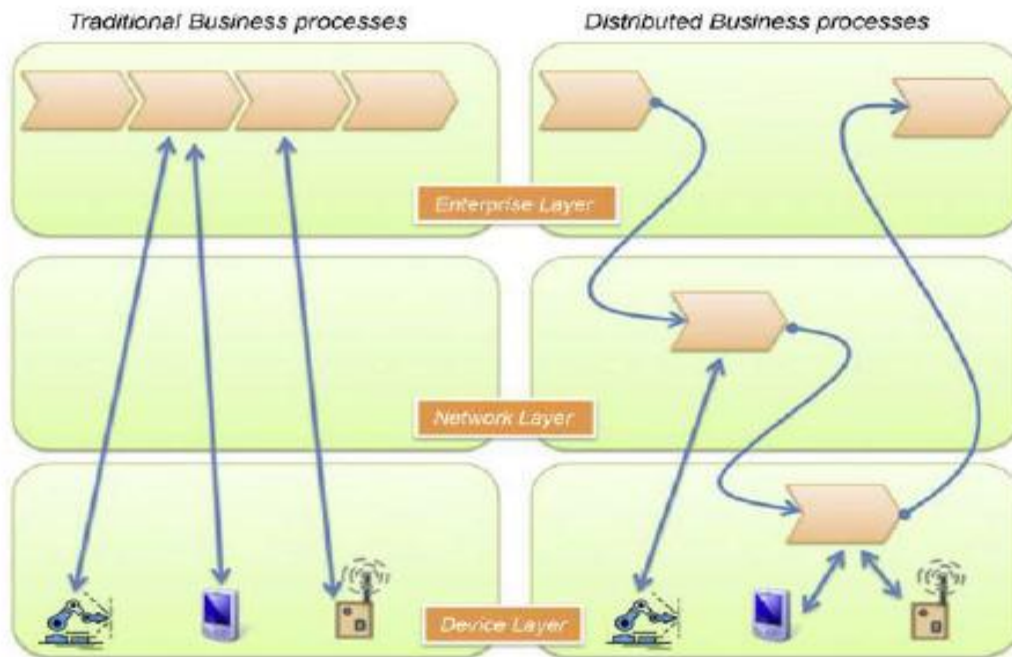 Traditional Business processes
Distributed Business processes
Enterprise Layer
Network Layer
Device Layer